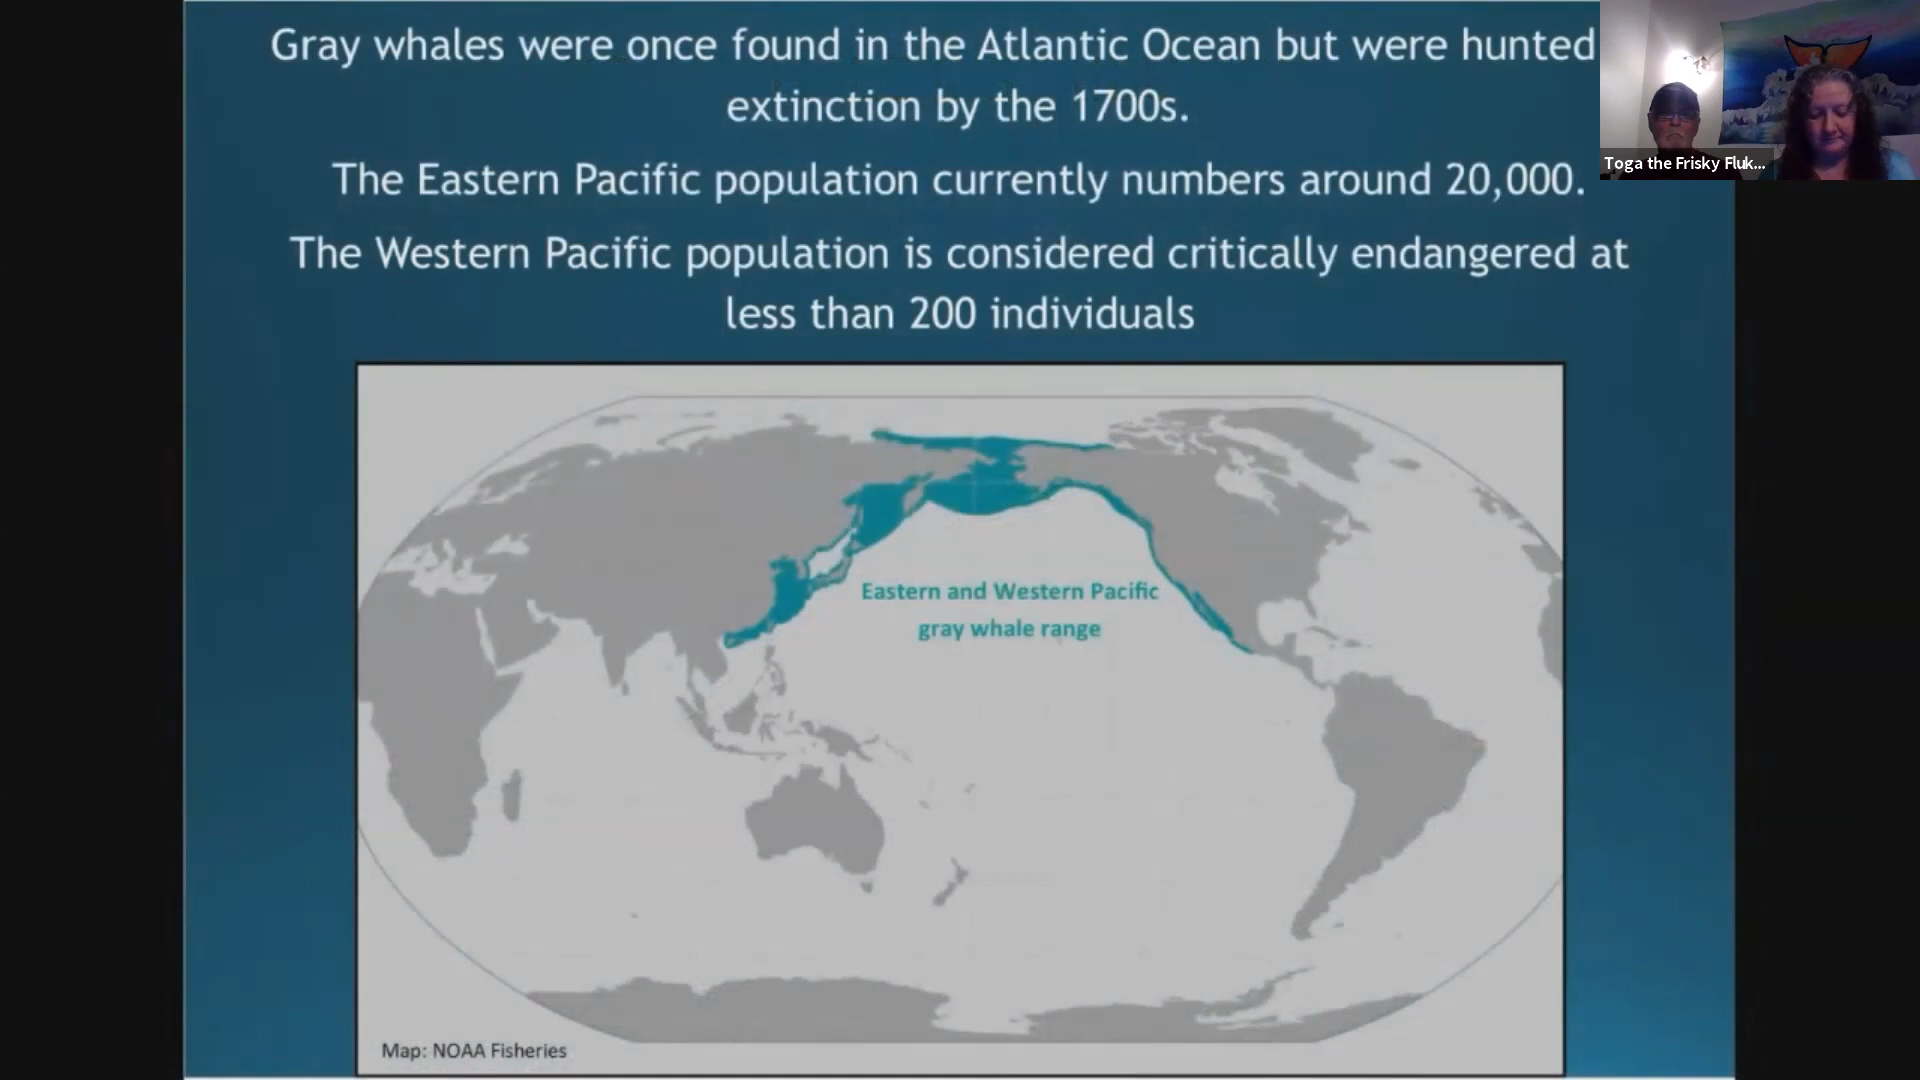 Gray whales were once found in the Atlantic Ocean but were hunted
extinction by the 1700s.
The Eastern Pacific population currently numbers around 20,000.
The Western Pacific population is considered critically endangered at
less than 200 individuals
Eastern and Western Pacific
gray whale range
Map: NOAA Fisheries
Toga the Frisky Fluk...